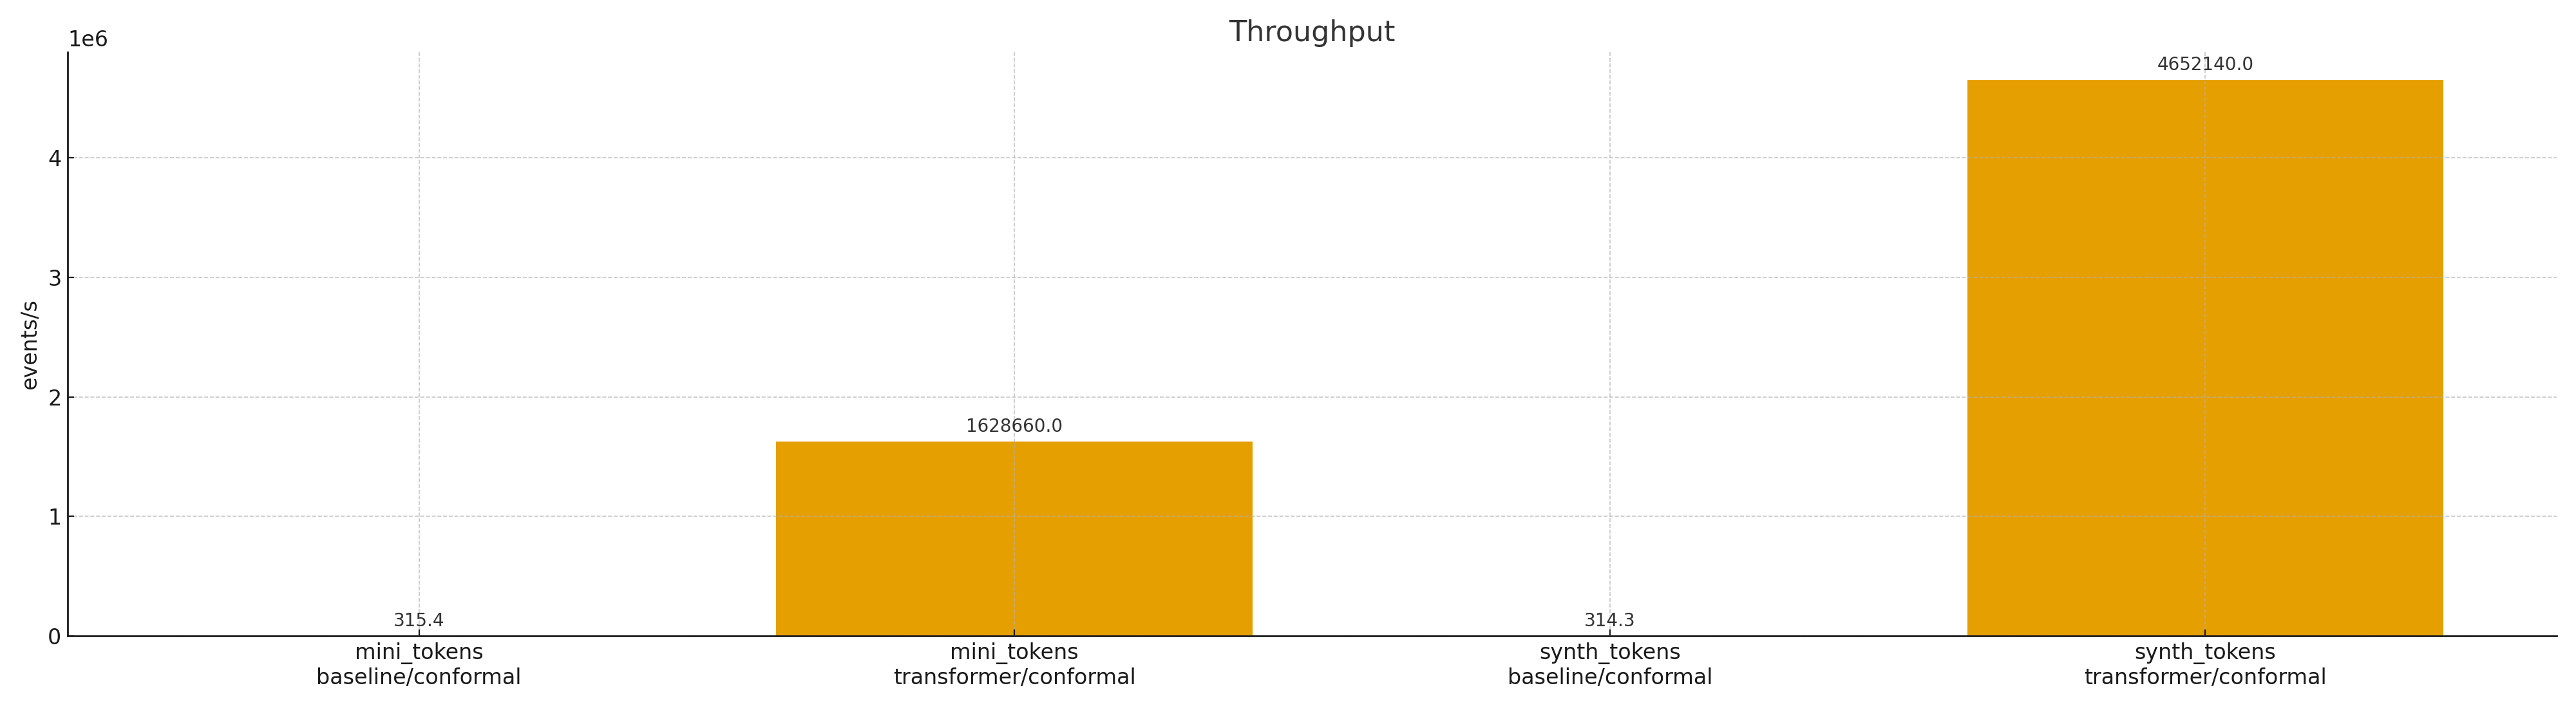 Throughput
1e6
4652140.0
4
3
events/s
2
1628660.0
1
315.4
314.3
0
mini_tokens
baseline/conformal
mini_tokens
transformer/conformal
synth_tokens
baseline/conformal
synth_tokens
transformer/conformal